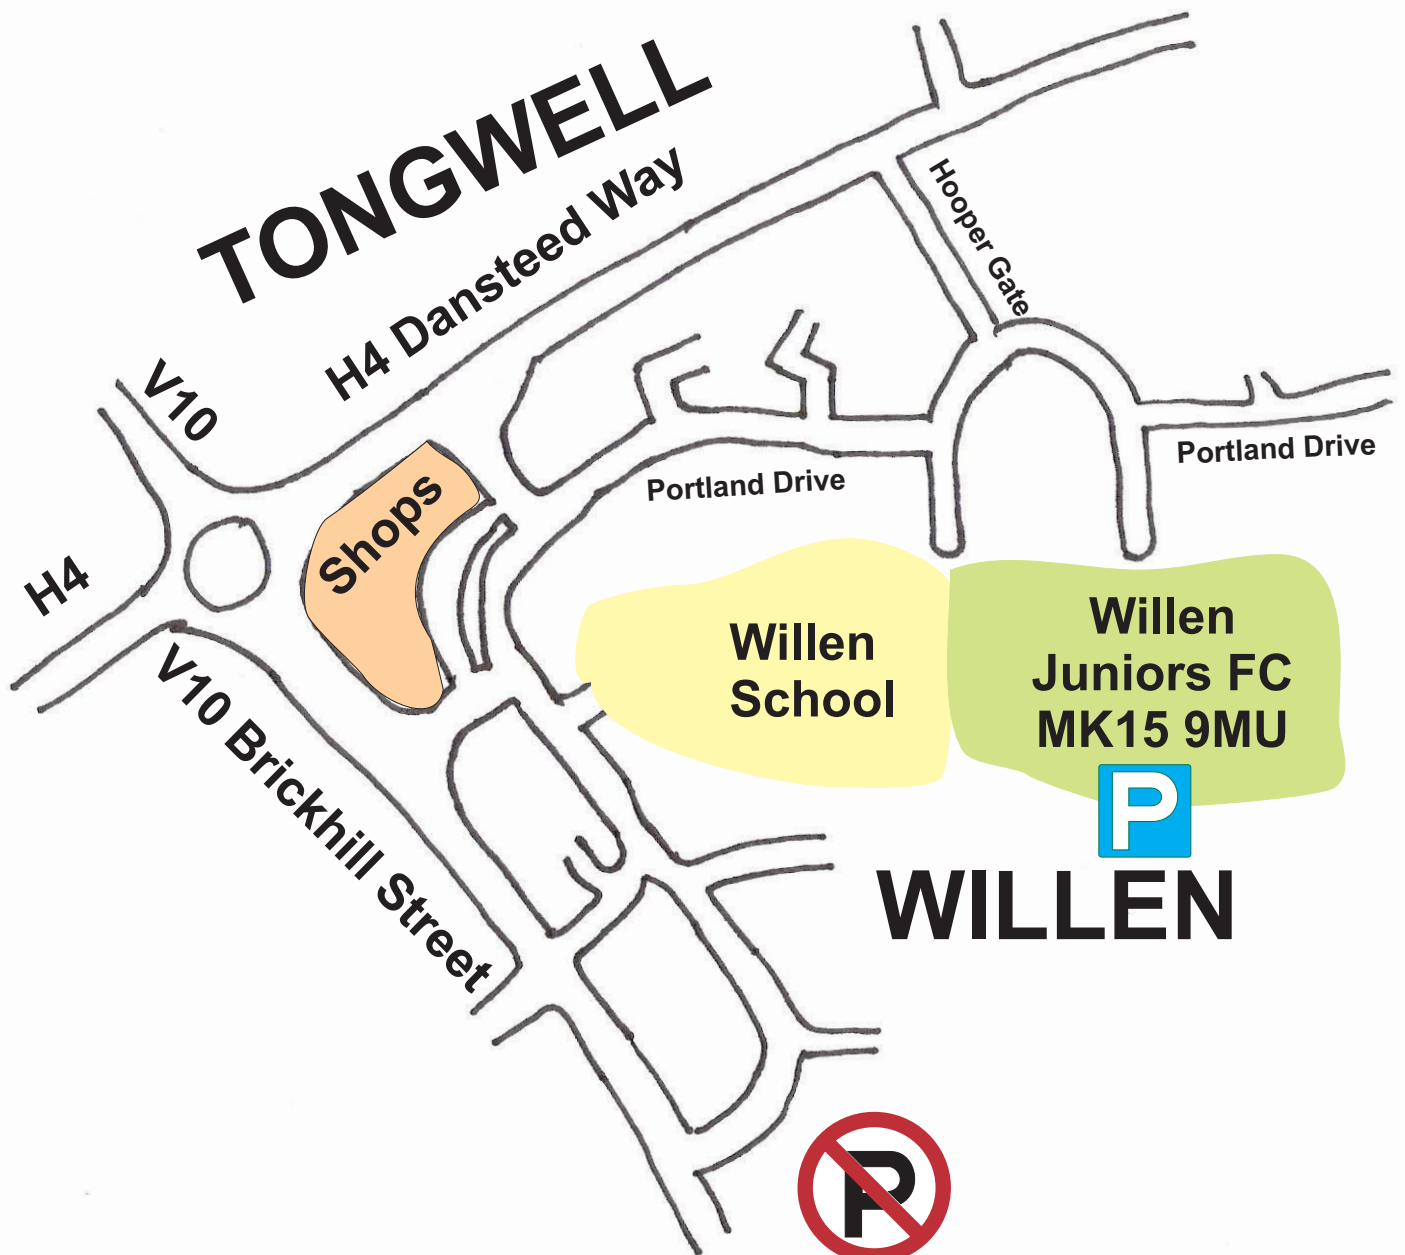 TONGWELL
H4 Dansteed Way
Hooper Gate
V10
H4
Shops
Portland Drive
Portland Drive
Willen
School
Willen
Juniors FC
MK15 9MU
P
WILLEN
V10 Brickhill Street
P